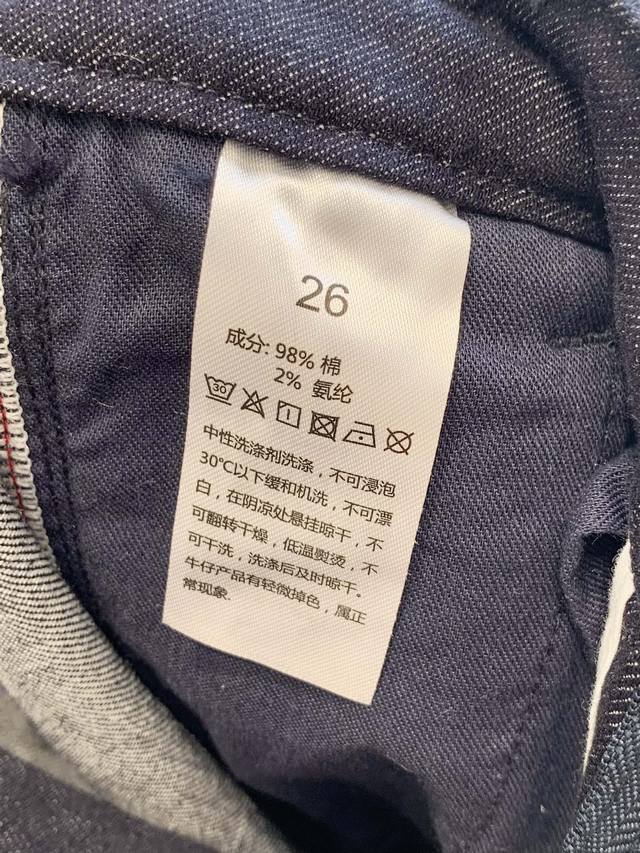 26
成分: 98% 棉
2% 氨纶
30
中性洗涤剂洗涤，不可浸泡
30℃以下缓和机洗，不可漂
白，在阴凉处悬挂晾干，不
可翻转干燥，低温熨烫，不
可干洗，洗涤后及时晾干。
牛仔产品有轻微掉色，属正
常现象.